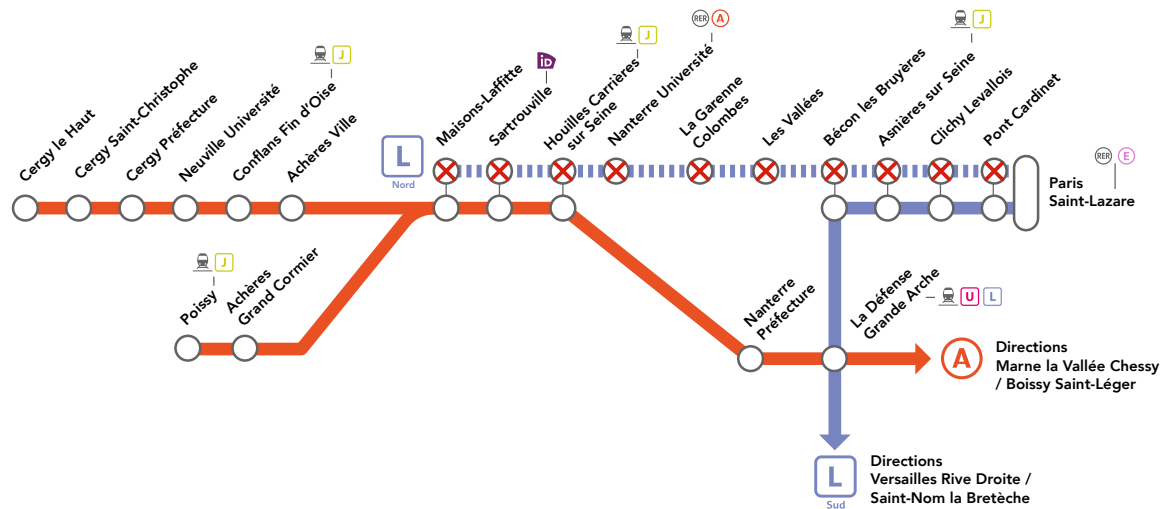 Cergy le Haut
Cergy Saint-Christophe
Cergy Préfecture
Neuville Université
Conflans Fin d'Oise
J
Achères Ville
L
Nord
Maisons-Laffitte
Sartrouville
iD
Houilles Carrières
sur Seine
J
Nanterre Université
RER A
La Garenne
Colombes
Les Vallées
Bécon les Bruyères
Asnières sur Seine
J
Clichy Levallois
Pont Cardinet
RER E
Paris
Saint-Lazare
Poissy
J
Achères
Grand Cormier
Nanterre
Préfecture
La Défense
Grande Arche
U L
A
Directions
Marne la Vallée Chessy
/ Boissy Saint-Léger
L
Sud
Directions
Versailles Rive Droite /
Saint-Nom la Bretèche